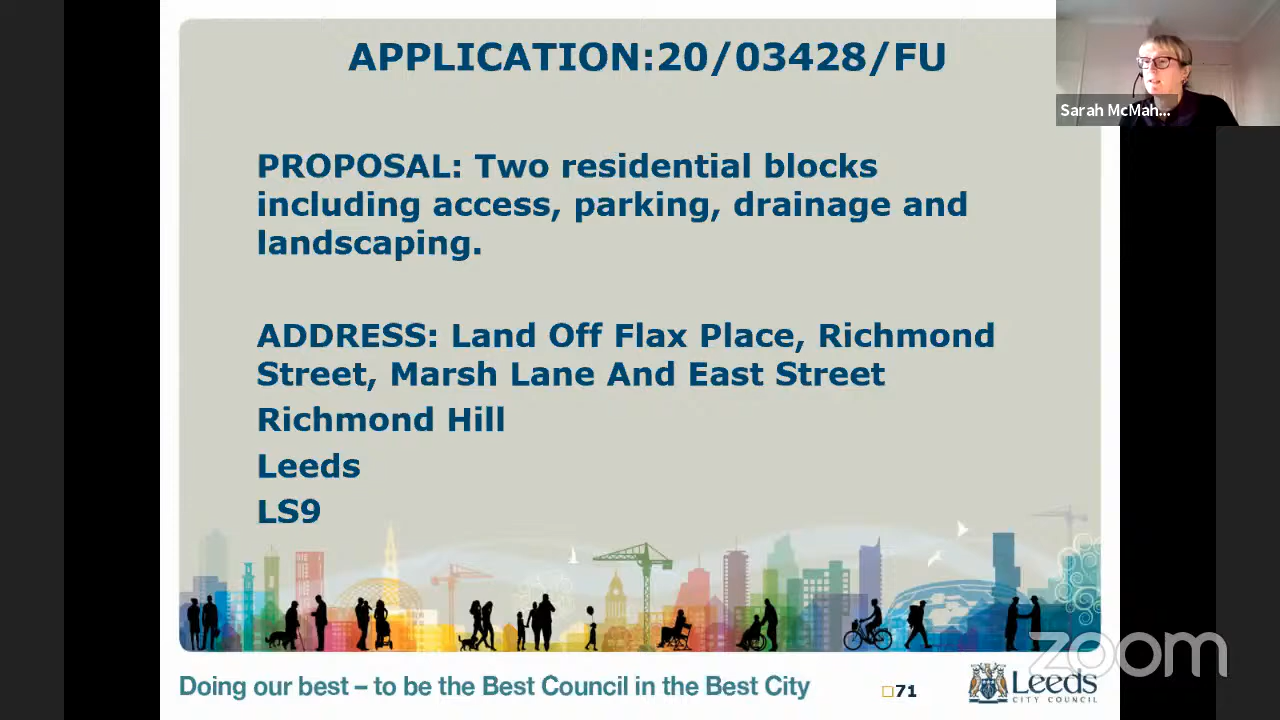 APPLICATION:20/03428/FU
Sarah McMah...
PROPOSAL: Two residential blocks
including access, parking, drainage and
landscaping.
ADDRESS: Land Off Flax Place, Richmond
Street, Marsh Lane And East Street
Richmond Hill
Leeds
LS9
zoom
Doing our best – to be the Best Council in the Best City
71
Leeds
CITY COUNCIL